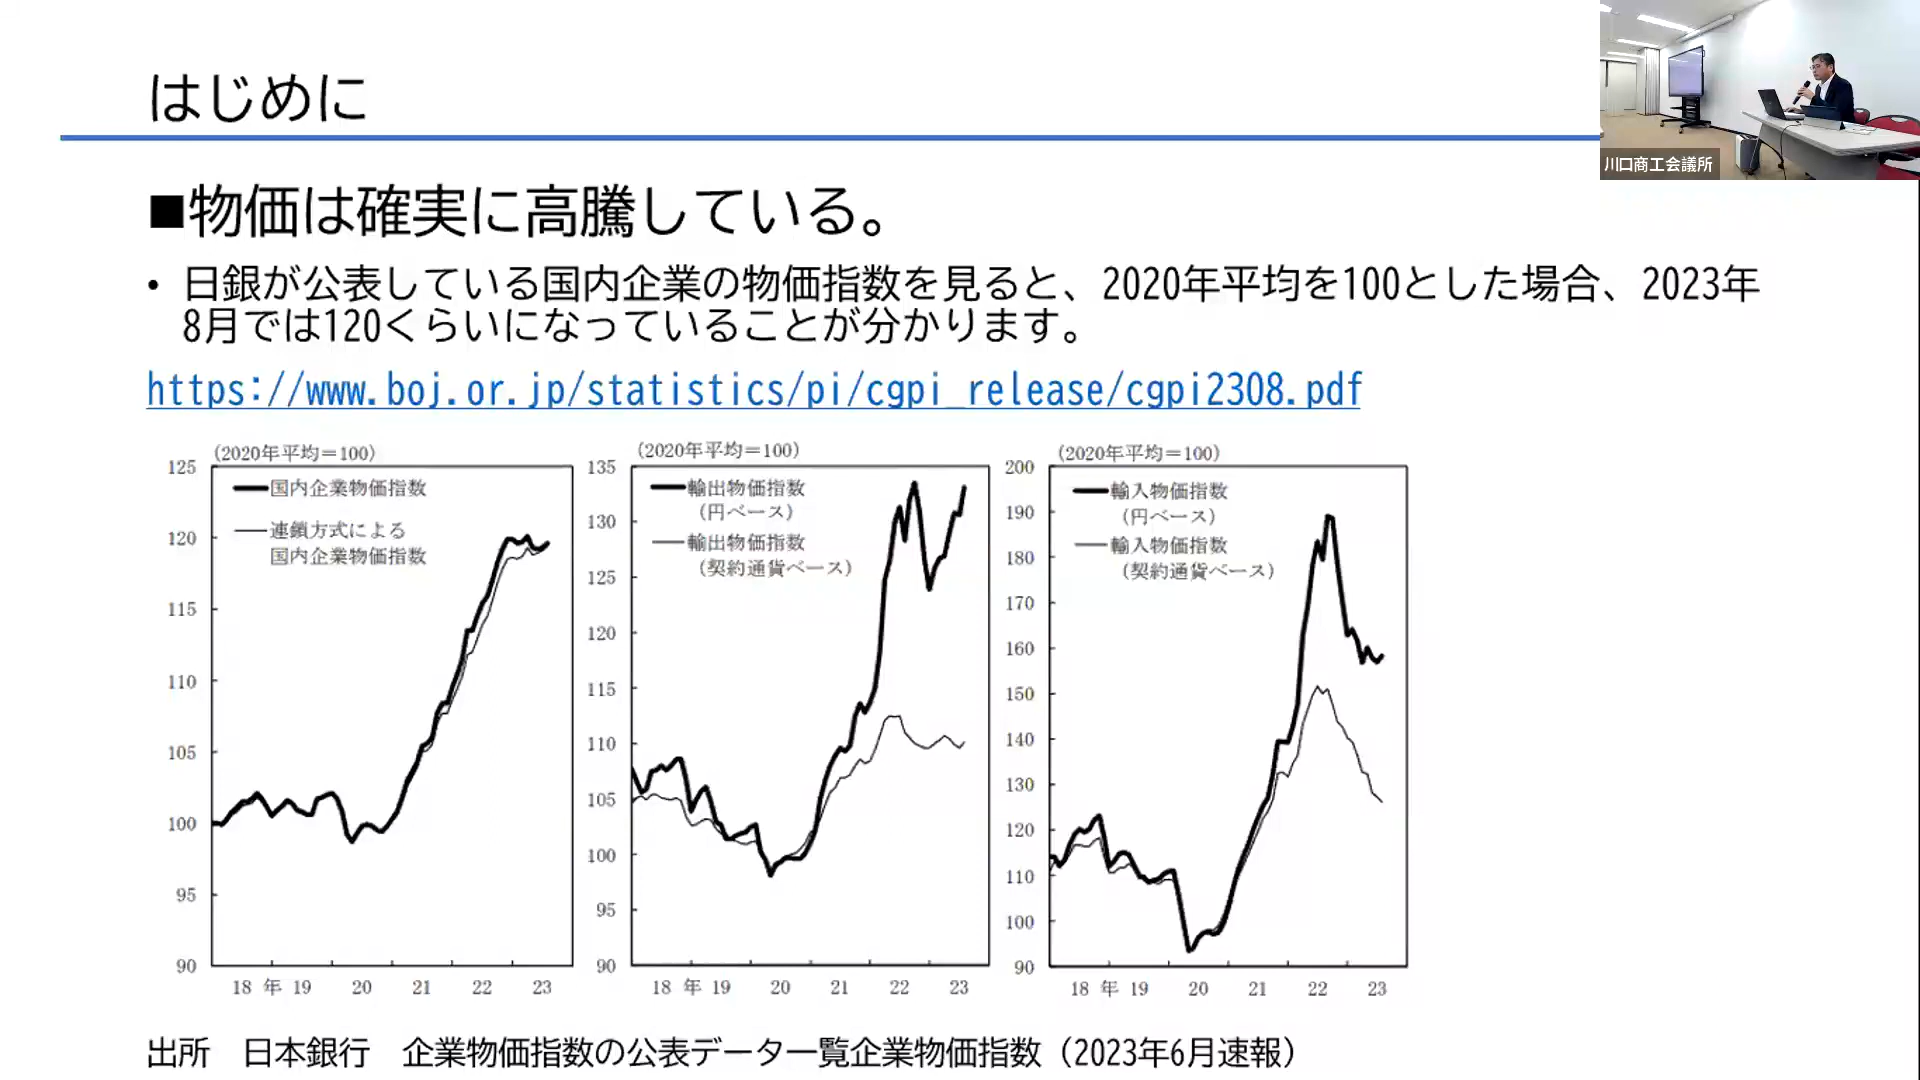 はじめに
川口商工会議所
■物価は確実に高騰している。
• 日銀が公表している国内企業の物価指数を見ると、2020年平均を100とした場合、2023年
8月では120くらいになっていることが分かります。
https://www.boj.or.jp/statistics/pi/cgpi_release/cgpi2308.pdf
(2020年平均＝100)
125
120
115
110
105
100
95
90
国内企業物価指数
連鎖方式による
国内企業物価指数
18 年 19 20 21 22 23
(2020年平均＝100)
135
130
125
120
115
110
105
100
95
90
輸出物価指数
（円ベース）
輸出物価指数
（契約通貨ベース）
18 年 19 20 21 22 23
(2020年平均＝100)
200
190
180
170
160
150
140
130
120
110
100
90
輸入物価指数
（円ベース）
輸入物価指数
（契約通貨ベース）
18 年 19 20 21 22 23
出所　日本銀行　企業物価指数の公表データ一覧企業物価指数（2023年6月速報）